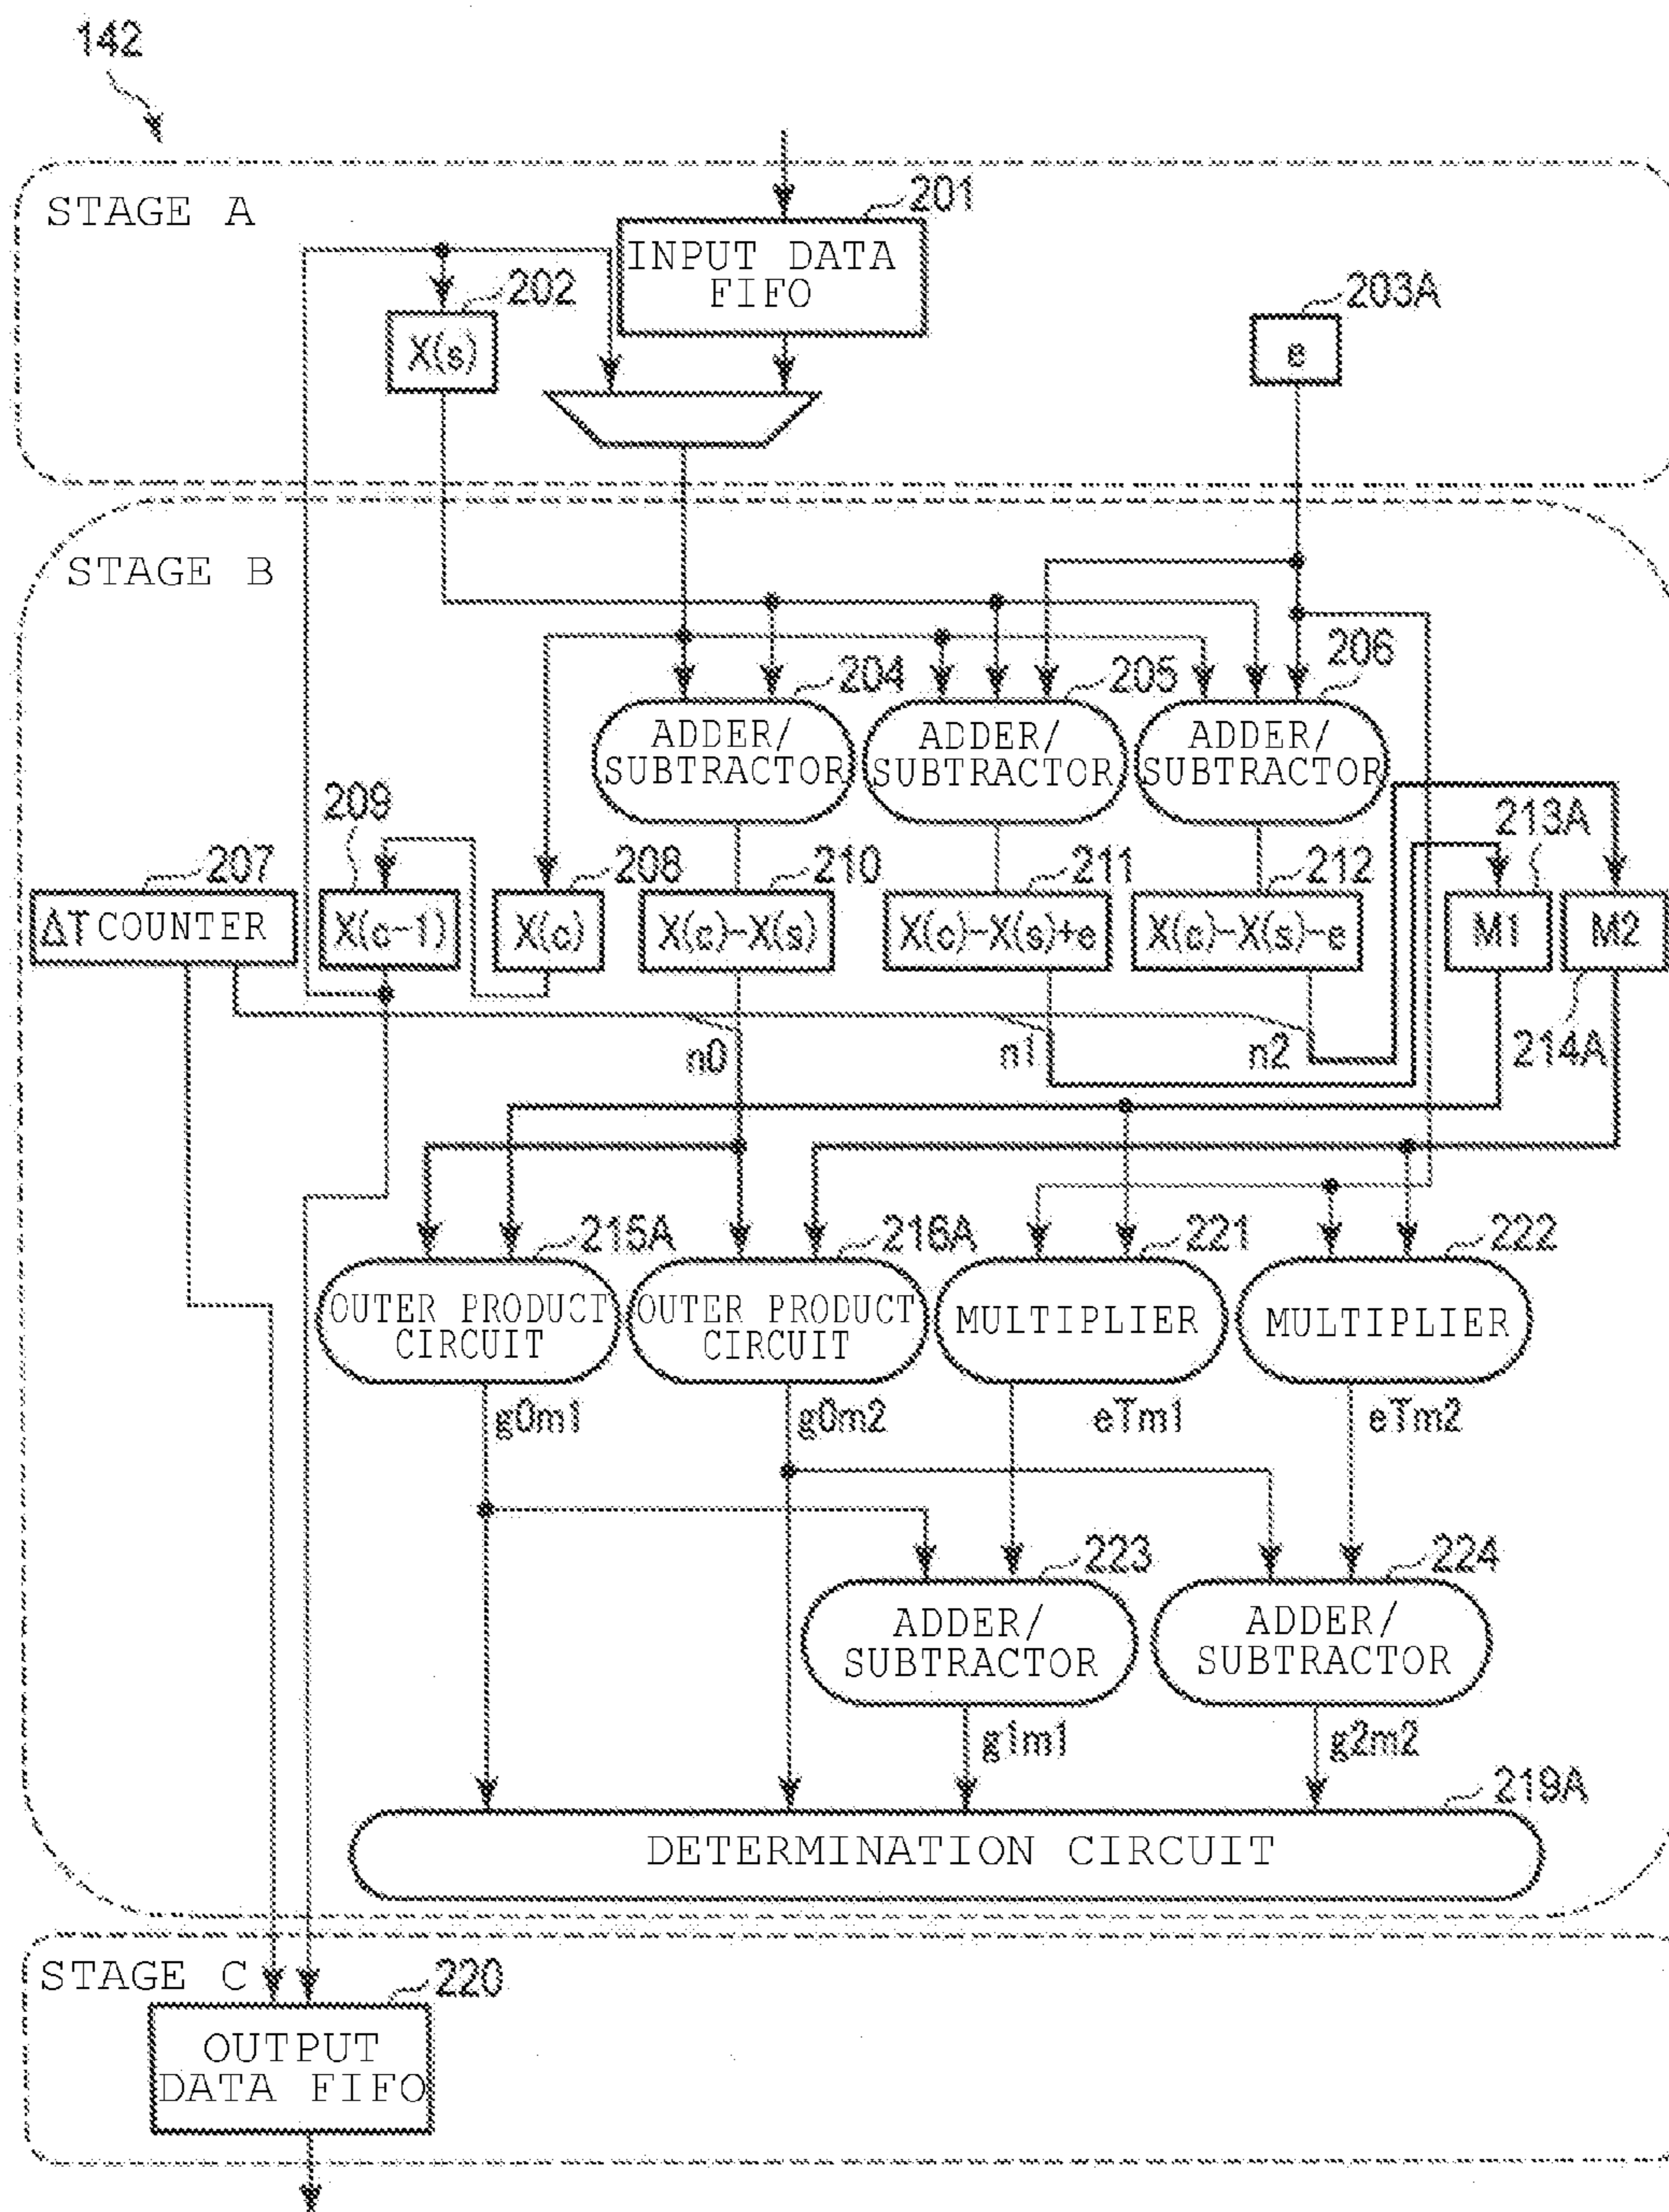 142
STAGE A
201
INPUT DATA
FIFO
202
X(s)
203A
e
STAGE B
204
205
206
ADDER/
SUBTRACTOR
ADDER/
SUBTRACTOR
ADDER/
SUBTRACTOR
207
ΔT COUNTER
209
X(c-1)
208
X(c)
210
X(c)-X(s)
211
X(c)-X(s)+e
212
X(c)-X(s)-e
213A
M1
M2
214A
n0
n1
n2
215A
OUTER PRODUCT
CIRCUIT
216A
OUTER PRODUCT
CIRCUIT
221
MULTIPLIER
222
MULTIPLIER
g0m1
g0m2
eTm1
eTm2
223
ADDER/
SUBTRACTOR
224
ADDER/
SUBTRACTOR
g1m1
g2m2
219A
DETERMINATION CIRCUIT
STAGE C
220
OUTPUT
DATA FIFO